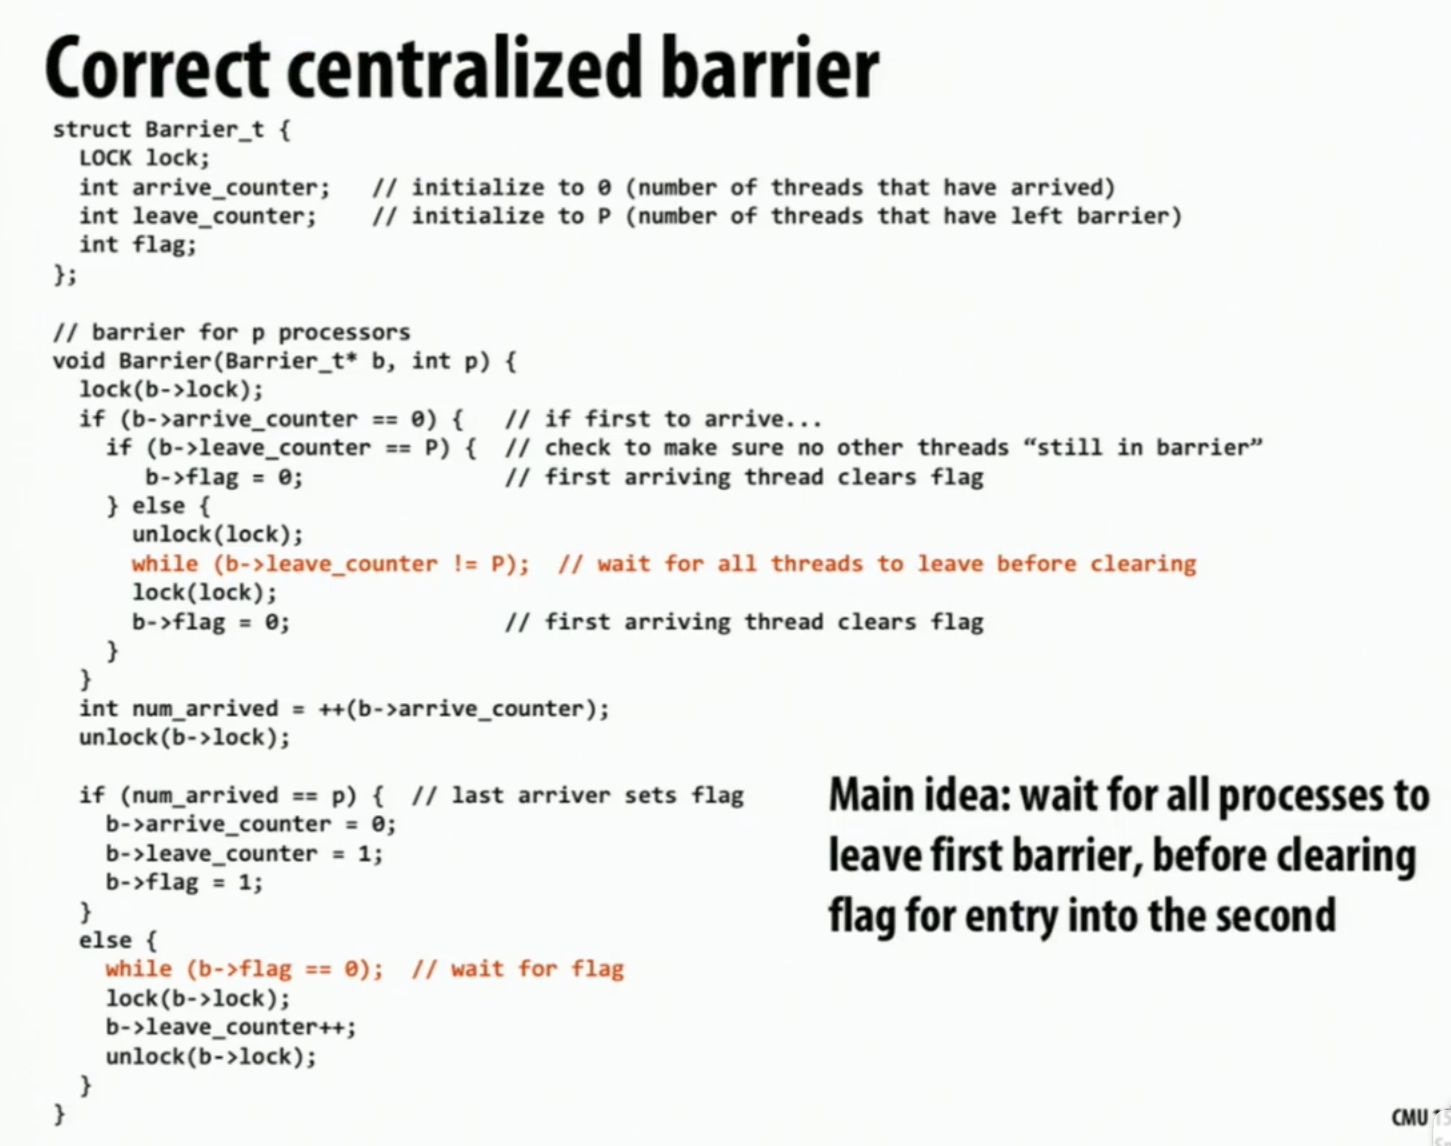 Correct centralized barrier
struct Barrier_t {
  LOCK lock;
  int arrive_counter;   // initialize to 0 (number of threads that have arrived)
  int leave_counter;    // initialize to P (number of threads that have left barrier)
  int flag;
};

// barrier for p processors
void Barrier(Barrier_t* b, int p) {
  lock(b->lock);
  if (b->arrive_counter == 0) {   // if first to arrive...
    if (b->leave_counter == P) {  // check to make sure no other threads “still in barrier”
       b->flag = 0;               // first arriving thread clears flag
    } else {
      unlock(lock);
      while (b->leave_counter != P);  // wait for all threads to leave before clearing
      lock(lock);
      b->flag = 0;                // first arriving thread clears flag
    }
  }
  int num_arrived = ++(b->arrive_counter);
  unlock(b->lock);

  if (num_arrived == p) {  // last arriver sets flag
    b->arrive_counter = 0;
    b->leave_counter = 1;
    b->flag = 1;
  }
  else {
    while (b->flag == 0);  // wait for flag
    lock(b->lock);
    b->leave_counter++;
    unlock(b->lock);
  }
}
Main idea: wait for all processes to
leave first barrier, before clearing
flag for entry into the second
CMU